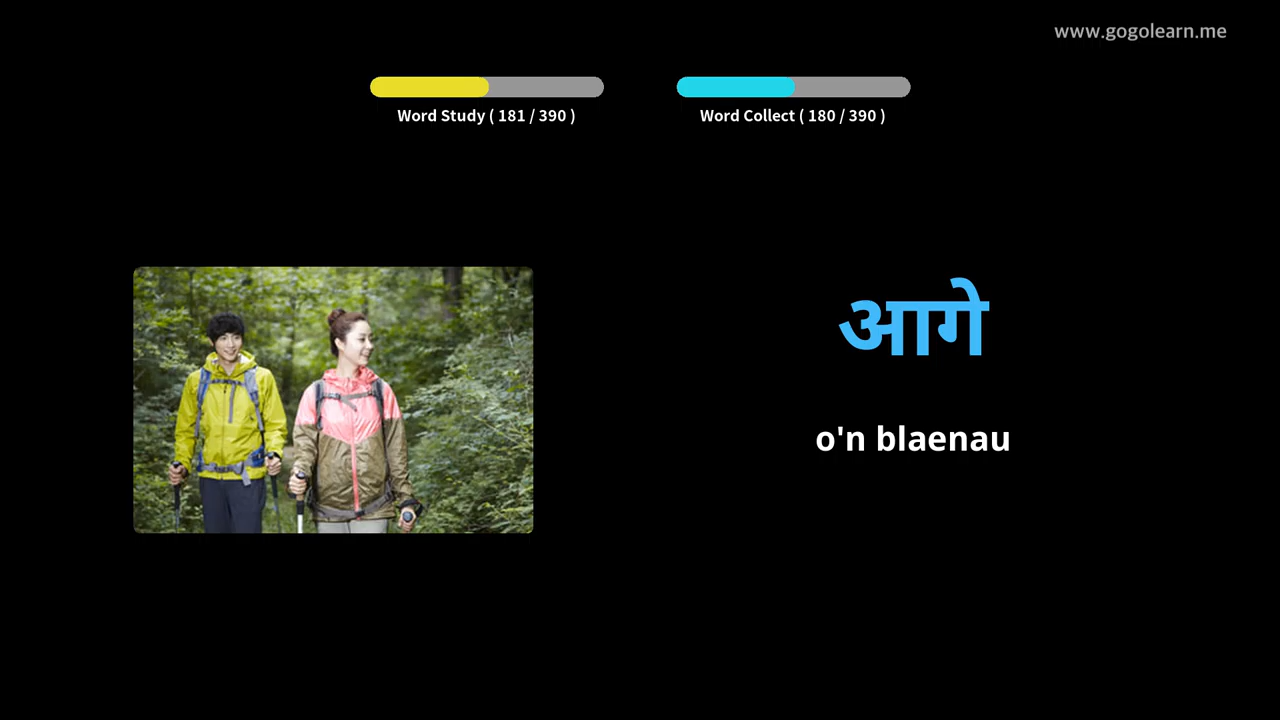 www.gogolearn.me
Word Study ( 181 / 390 )
Word Collect ( 180 / 390 )
आगे
o'n blaenau